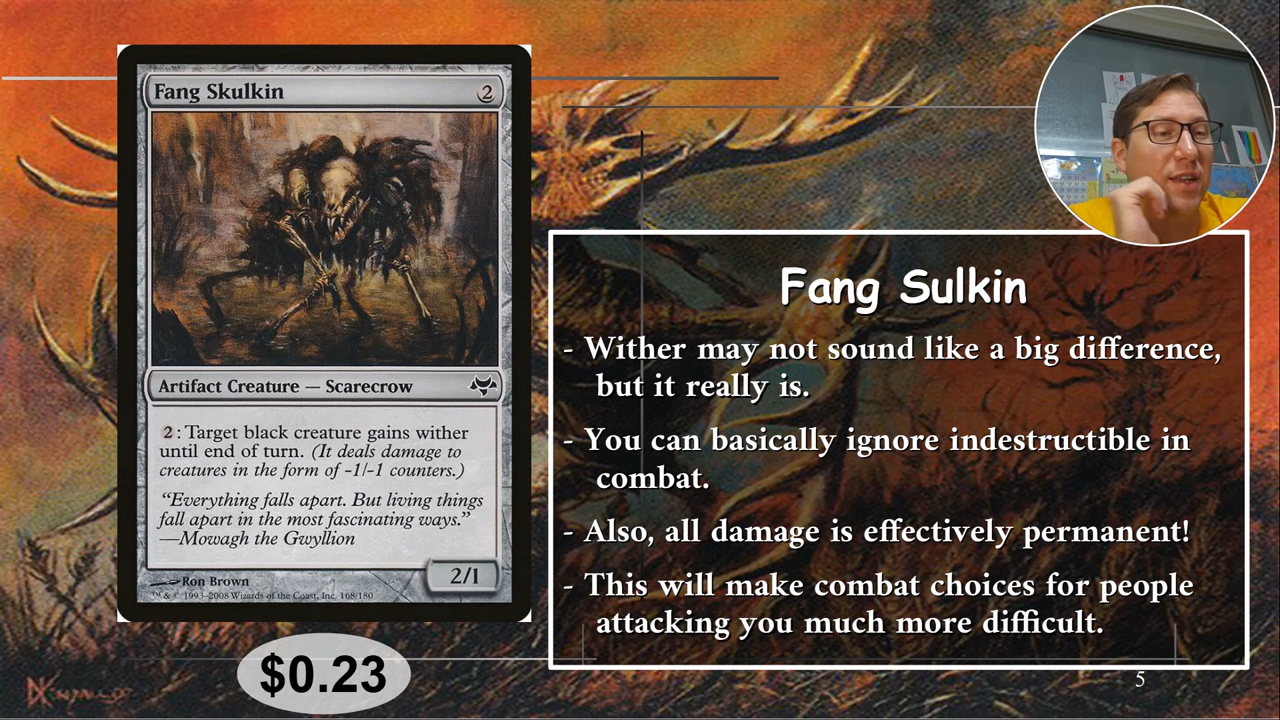 Fang Skulkin
2
Artifact Creature — Scarecrow
2: Target black creature gains wither
until end of turn. (It deals damage to
creatures in the form of -1/-1 counters.)
“Everything falls apart. But living things
fall apart in the most fascinating ways.”
—Mowagh the Gwyllion
2/1
Ron Brown
™ & © 1993–2008 Wizards of the Coast, Inc. 168/180
$0.23
Fang Sulkin
- Wither may not sound like a big difference,
but it really is.
- You can basically ignore indestructible in
combat.
- Also, all damage is effectively permanent!
- This will make combat choices for people
attacking you much more difficult.
5